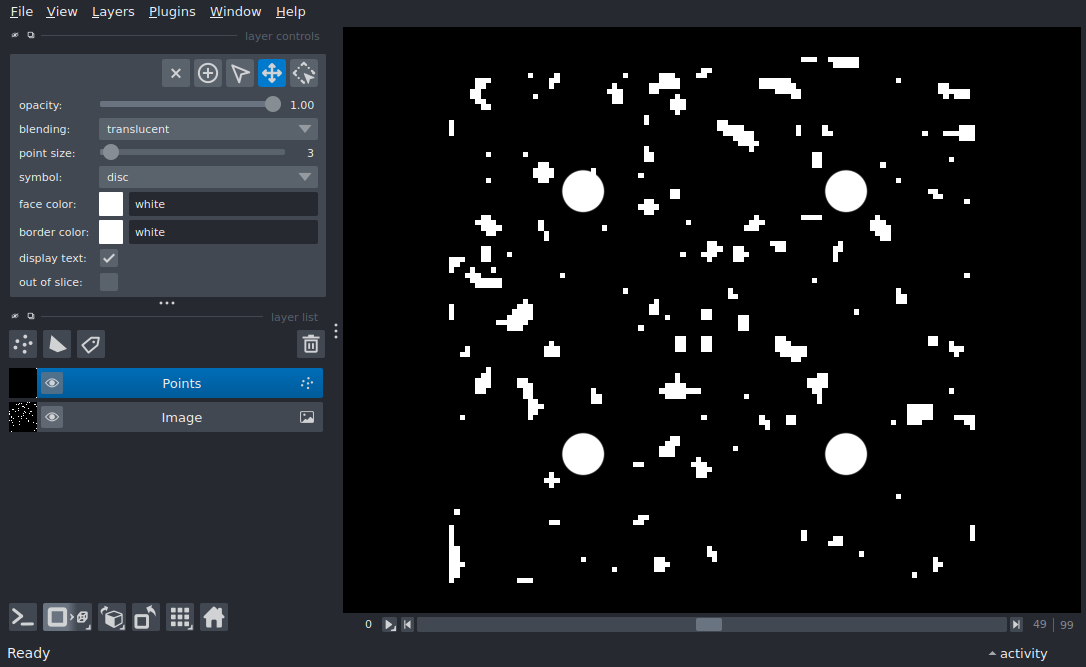 File View Layers Plugins Window Help
layer controls
opacity: 1.00
blending: translucent
point size: 3
symbol: disc
face color: white
border color: white
display text:
out of slice:
layer list
Points
Image
0 49 99
Ready activity